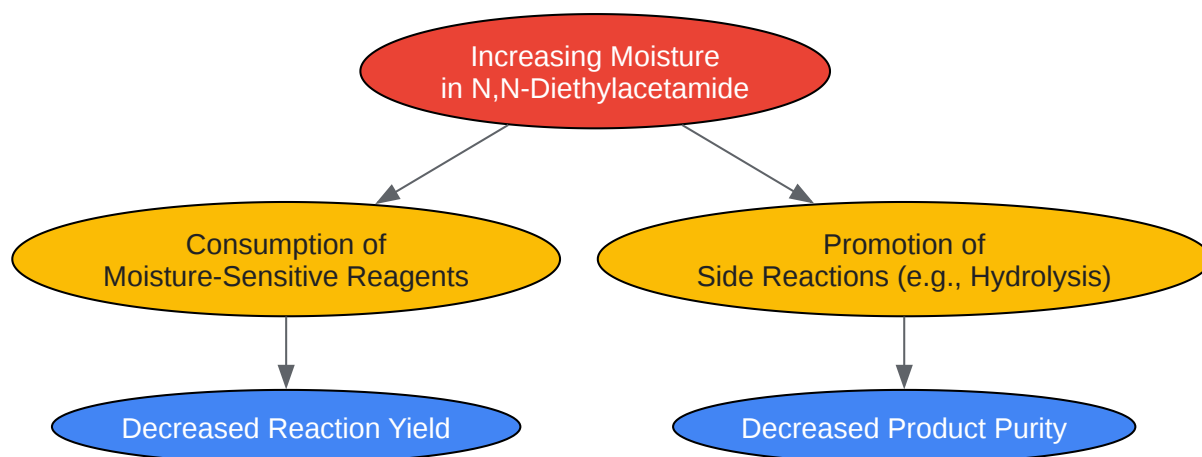 Increasing Moisture
in N,N-Diethylacetamide
Consumption of
Moisture-Sensitive Reagents
Promotion of
Side Reactions (e.g., Hydrolysis)
Decreased Reaction Yield
Decreased Product Purity